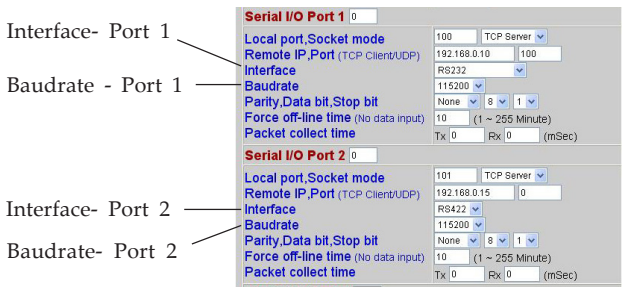 Serial I/O Port 1 0
Interface- Port 1
Local port,Socket mode 100 TCP Server
Remote IP,Port (TCP Client/UDP) 192.168.0.10 100
Interface RS232
Baudrate - Port 1
Baudrate 115200
Parity,Data bit,Stop bit None 8 1
Force off-line time (No data input) 10 (1 ~ 255 Minute)
Packet collect time Tx 0 Rx 0 (mSec)
Serial I/O Port 2 0
Local port,Socket mode 101 TCP Server
Remote IP,Port (TCP Client/UDP) 192.168.0.15 0
Interface- Port 2
Interface RS422
Baudrate 115200
Baudrate- Port 2
Parity,Data bit,Stop bit None 8 1
Force off-line time (No data input) 10 (1 ~ 255 Minute)
Packet collect time Tx 0 Rx 0 (mSec)